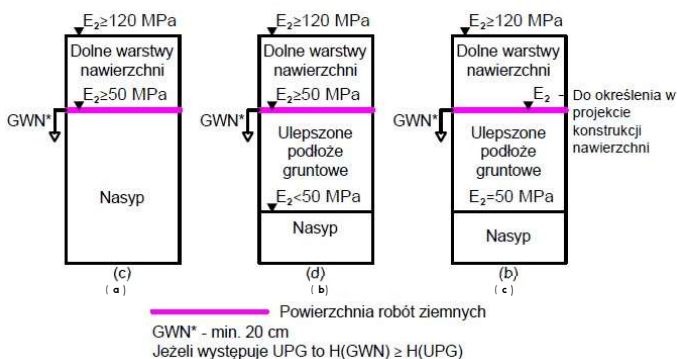 E₂≥120 MPa
Dolne warstwy
nawierzchni
E₂≥50 MPa
GWN*
Nasyp
(c)
( a )
E₂≥120 MPa
Dolne warstwy
nawierzchni
E₂≥50 MPa
GWN*
Ulepszone
podłoże
gruntowe
E₂<50 MPa
Nasyp
(d)
( b )
E₂≥120 MPa
Dolne warstwy
nawierzchni
E₂ - Do określenia w
projekcie
konstrukcji
nawierzchni
GWN*
Ulepszone
podłoże
gruntowe
E₂=50 MPa
Nasyp
(b)
( c )
Powierzchnia robót ziemnych
GWN* - min. 20 cm
Jeżeli występuje UPG to H(GWN) ≥ H(UPG)